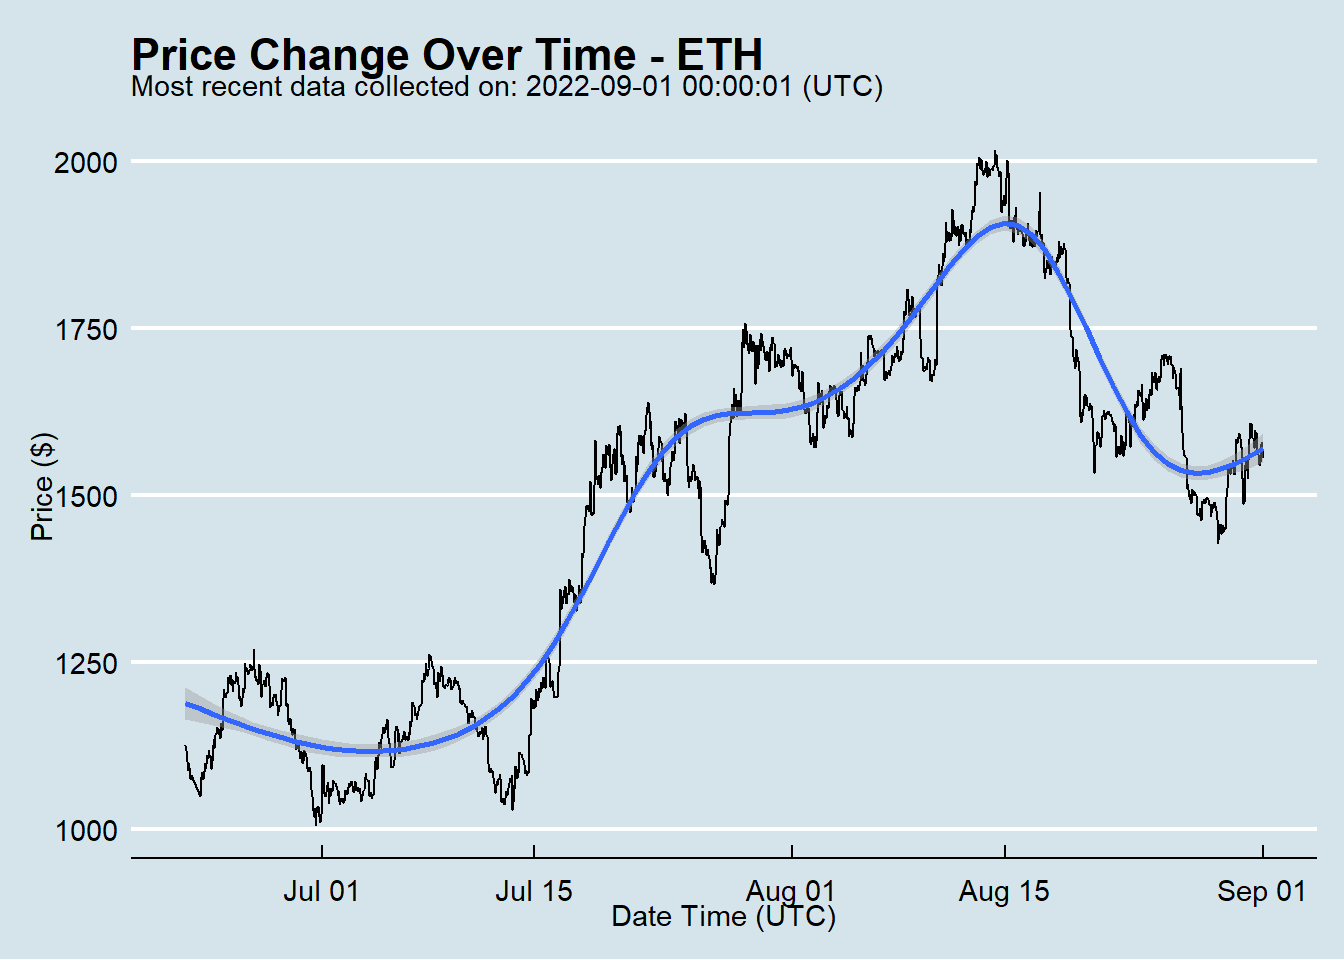 Price Change Over Time - ETH
Most recent data collected on: 2022-09-01 00:00:01 (UTC)
Price ($)
2000
1750
1500
1250
1000
Jul 01 Jul 15 Aug 01 Aug 15 Sep 01
Date Time (UTC)